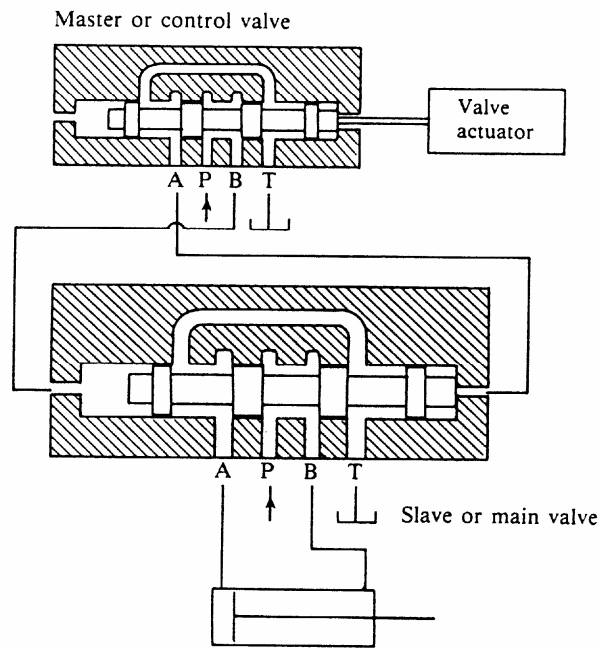 Master or control valve
Valve
actuator
A P B T
A P B T
Slave or main valve